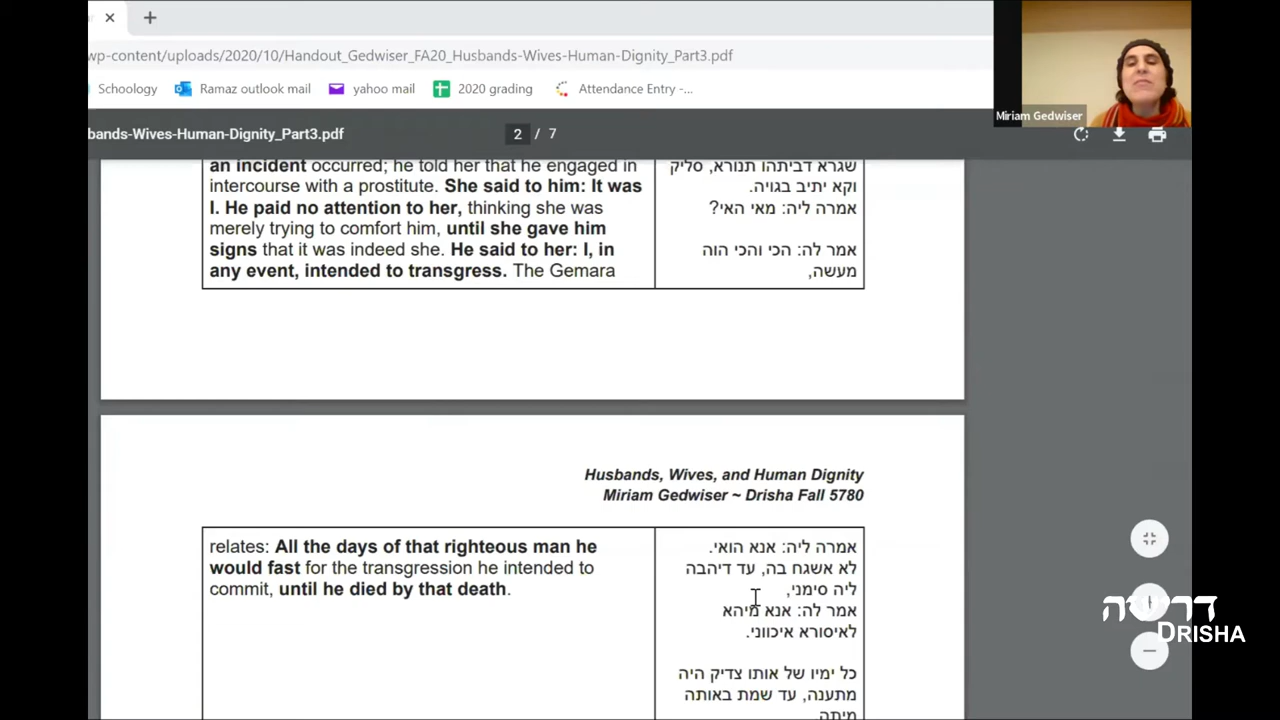 wp-content/uploads/2020/10/Handout_Gedwiser_FA20_Husbands-Wives-Human-Dignity_Part3.pdf
Schoology Ramaz outlook mail yahoo mail 2020 grading Attendance Entry -...
Miriam Gedwiser
bands-Wives-Human-Dignity_Part3.pdf
2 / 7
an incident occurred; he told her that he engaged in
intercourse with a prostitute. She said to him: It was
I. He paid no attention to her, thinking she was
merely trying to comfort him, until she gave him
signs that it was indeed she. He said to her: I, in
any event, intended to transgress. The Gemara
שגרא דביתהו תנורא, סליק
וקא יתיב בגויה.
אמרה ליה: מאי האי?
אמר לה: הכי והכי הוה
מעשה,
Husbands, Wives, and Human Dignity
Miriam Gedwiser ~ Drisha Fall 5780
relates: All the days of that righteous man he
would fast for the transgression he intended to
commit, until he died by that death.
אמרה ליה: אנא הואי.
לא אשגח בה, עד דיהבה
ליה סימני,
אמר לה: אנא מיהא
לאיסורא איכווני.
כל ימיו של אותו צדיק היה
מתענה, עד שמת באותה
מיתה.
דרישה
DRISHA